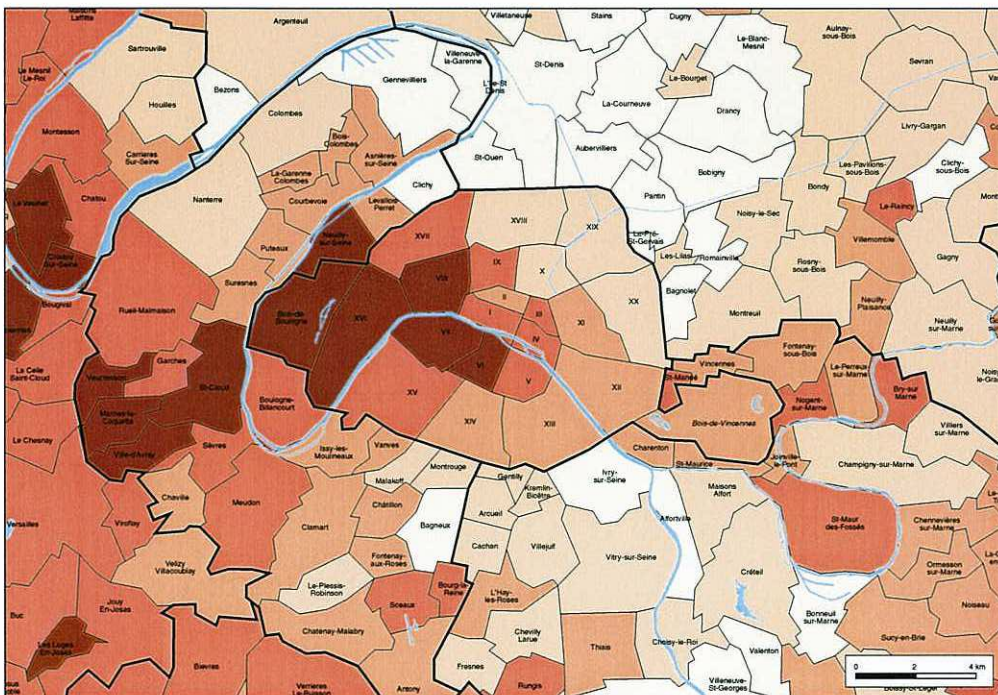 Maisons
Laffitte
Sartrouville
Argenteuil
Villetaneuse
Stains
Dugny
Aulnay-
sous-Bois
Le Mesnil
Le-Roi
Houilles
Bezons
Gennevilliers
Villeneuve
la-Garenne
L'Ile-St
Denis
St-Denis
Le-Blanc-
Mesnil
Le-Bourget
Sevran
Montesson
Carrieres
Sur-Seine
Colombes
Bois-
Colombes
Asnières-
sur-Seine
La-Courneuve
Drancy
Livry-Gargan
Aubervilliers
Bobigny
St-Ouen
Clichy
La-Garenne
Colombes
Courbevoie
Levallois-
Perret
Les-Pavillons-
sous-Bois
Clichy-
sous-Bois
Chatou
Nanterre
Pantin
Bondy
Le-Raincy
Le-Vesinet
Croissy
sur-Seine
Puteaux
Neuilly-
sur-Seine
XVII
XVIII
XIX
Le-Pré-
St-Gervais
Les-Lilas
Romainville
Noisy-le-Sec
Villemomble
Gagny
Rosny-
sous-Bois
Suresnes
Bougival
Rueil-Malmaison
Bois-de
Boulogne
XVI
VIII
IX
X
II
I
III
IV
XI
XX
Bagnolet
Montreuil
Neuilly-
Plaisance
Neuilly
sur-Marne
VII
VI
V
La Celle
Saint-Cloud
Garches
Vaucresson
St-Cloud
Boulogne-
Billancourt
XV
XIV
XIII
XII
St-Mandé
Vincennes
Fontenay-
sous-Bois
Le-Perreux-
sur-Marne
Nogent-
sur-Marne
Bry-sur
Marne
Marnes-la-
Coquette
Ville-d'Avray
Le Chesnay
Sèvres
Issy-les-
Moulineaux
Vanves
Bois-de-Vincennes
Villiers
sur-Marne
Charenton
St-Maurice
Joinville-
le-Pont
Champigny-sur-Marne
Malakoff
Montrouge
Gentilly
Kremlin-
Bicêtre
Ivry-
sur-Seine
Maisons
Alfort
Versailles
Viroflay
Chaville
Meudon
Clamart
Châtillon
Bagneux
Arcueil
Cachan
Villejuif
Vitry-sur-Seine
Alfortville
Créteil
St-Maur
des-Fossés
Chennevières
sur-Marne
Velizy
Villacoublay
Fontenay-
aux-Roses
Le-Plessis-
Robinson
Sceaux
Bourg-la-
Reine
L'Hay-
les-Roses
Ormesson
sur-Marne
Bonneuil
sur-Marne
Noiseau
Buc
Jouy
En-Josas
Les Loges
En-Josas
Chatenay-Malabry
Chevilly
Larue
Thiais
Choisy-le-Roi
Valenton
Sucy-en-Brie
Bievres
Verrieres
Le-Buisson
Antony
Fresnes
Rungis
Villeneuve-
St-Georges
Boissy-St-Leger
0 2 4 km